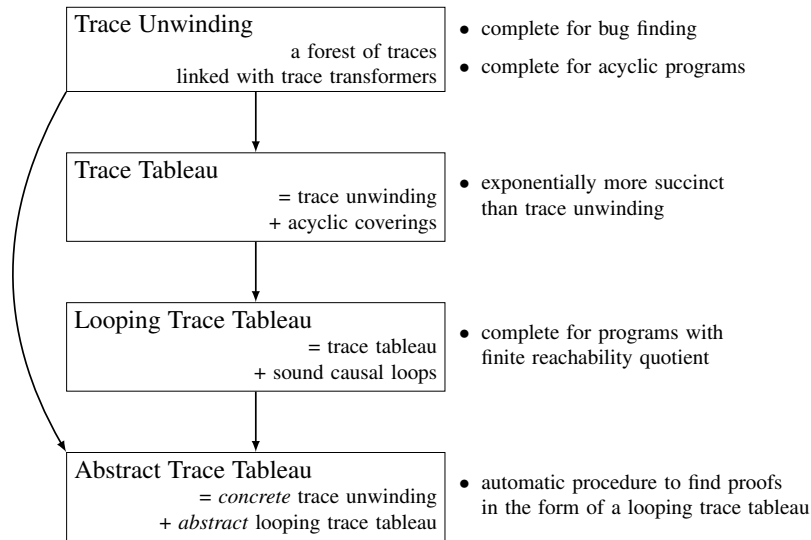 Trace Unwinding
a forest of traces
linked with trace transformers
• complete for bug finding
• complete for acyclic programs
Trace Tableau
= trace unwinding
+ acyclic coverings
• exponentially more succinct
than trace unwinding
Looping Trace Tableau
= trace tableau
+ sound causal loops
• complete for programs with
finite reachability quotient
Abstract Trace Tableau
= concrete trace unwinding
+ abstract looping trace tableau
• automatic procedure to find proofs
in the form of a looping trace tableau